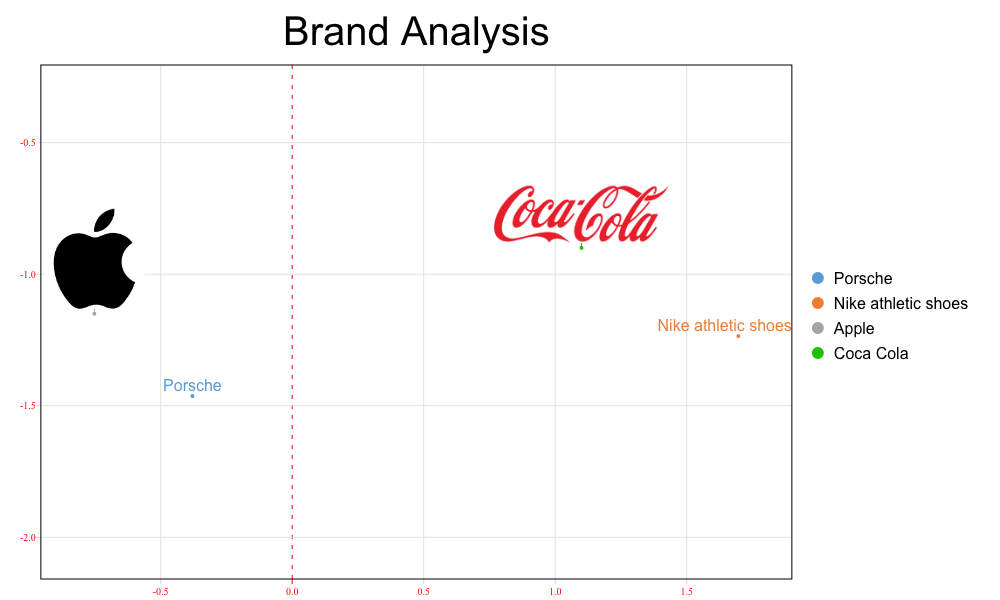 Brand Analysis
-0.5
-1.0
-1.5
-2.0
Coca-Cola
Nike athletic shoes
Porsche
-0.5
0.0
0.5
1.0
1.5
Porsche
Nike athletic shoes
Apple
Coca Cola